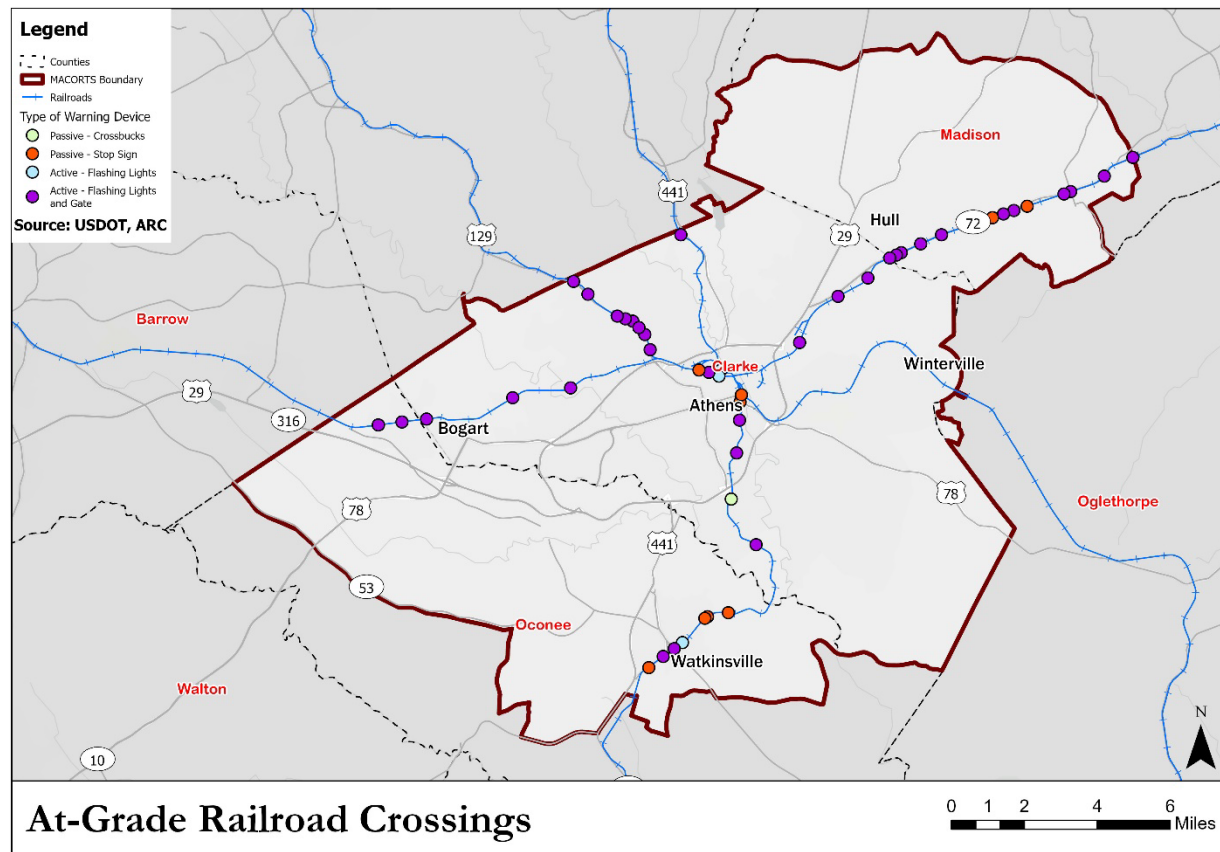 Legend
Counties
MACORTS Boundary
Railroads
Type of Warning Device
Passive - Crossbucks
Passive - Stop Sign
Active - Flashing Lights
Active - Flashing Lights
and Gate
Source: USDOT, ARC
Madison
441
Hull
72
29
129
Barrow
Winterville
Clarke
29
Athens
316
Bogart
78
78
Oglethorpe
441
53
Oconee
Watkinsville
Walton
N
10
At-Grade Railroad Crossings
0 1 2 4 6
Miles